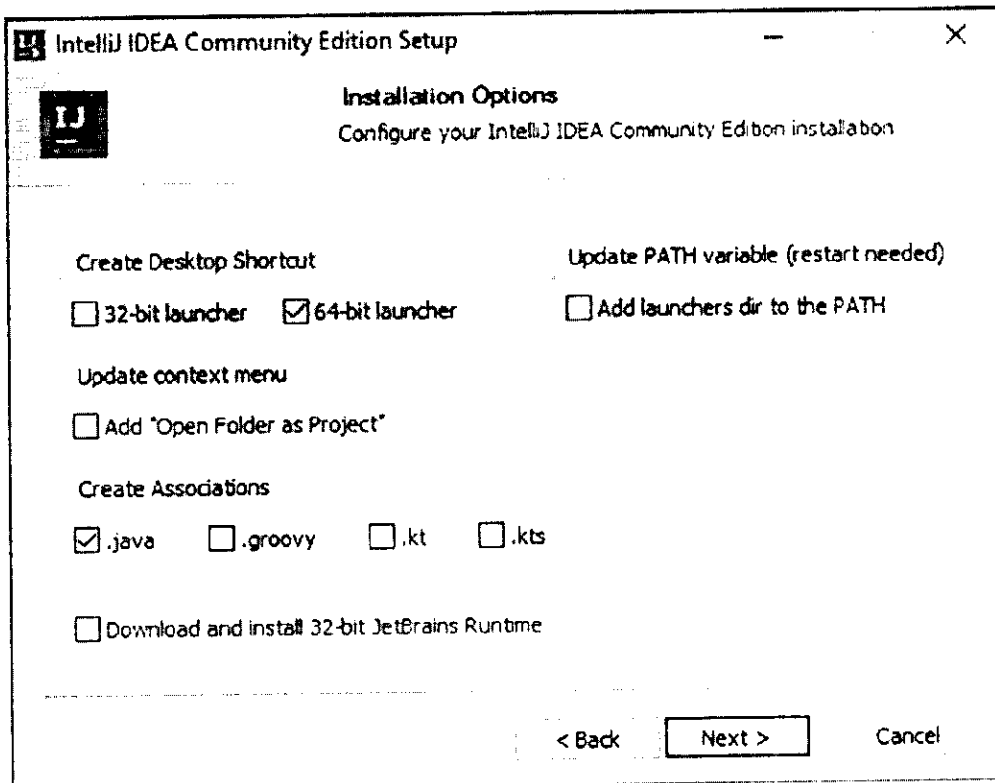 IntelliJ IDEA Community Edition Setup
IJ
Installation Options
Configure your IntelliJ IDEA Community Edition installation
Create Desktop Shortcut
Update PATH variable (restart needed)
32-bit launcher 64-bit launcher
Add launchers dir to the PATH
Update context menu
Add "Open Folder as Project"
Create Associations
.java .groovy .kt .kts
Download and install 32-bit JetBrains Runtime
< Back Next > Cancel